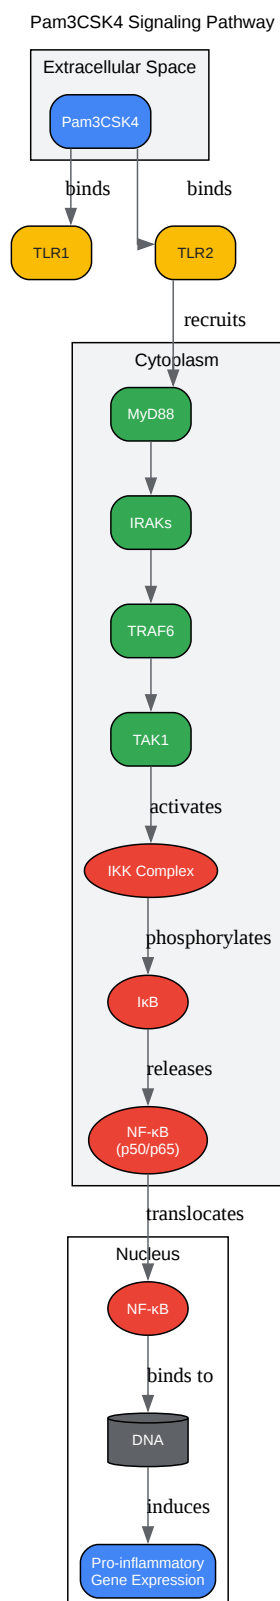 Pam3CSK4 Signaling Pathway
Extracellular Space
Pam3CSK4
binds
binds
TLR1
TLR2
recruits
Cytoplasm
MyD88
IRAKs
TRAF6
TAK1
activates
IKK Complex
phosphorylates
IκB
releases
NF-κB
(p50/p65)
translocates
Nucleus
NF-κB
binds to
DNA
induces
Pro-inflammatory
Gene Expression